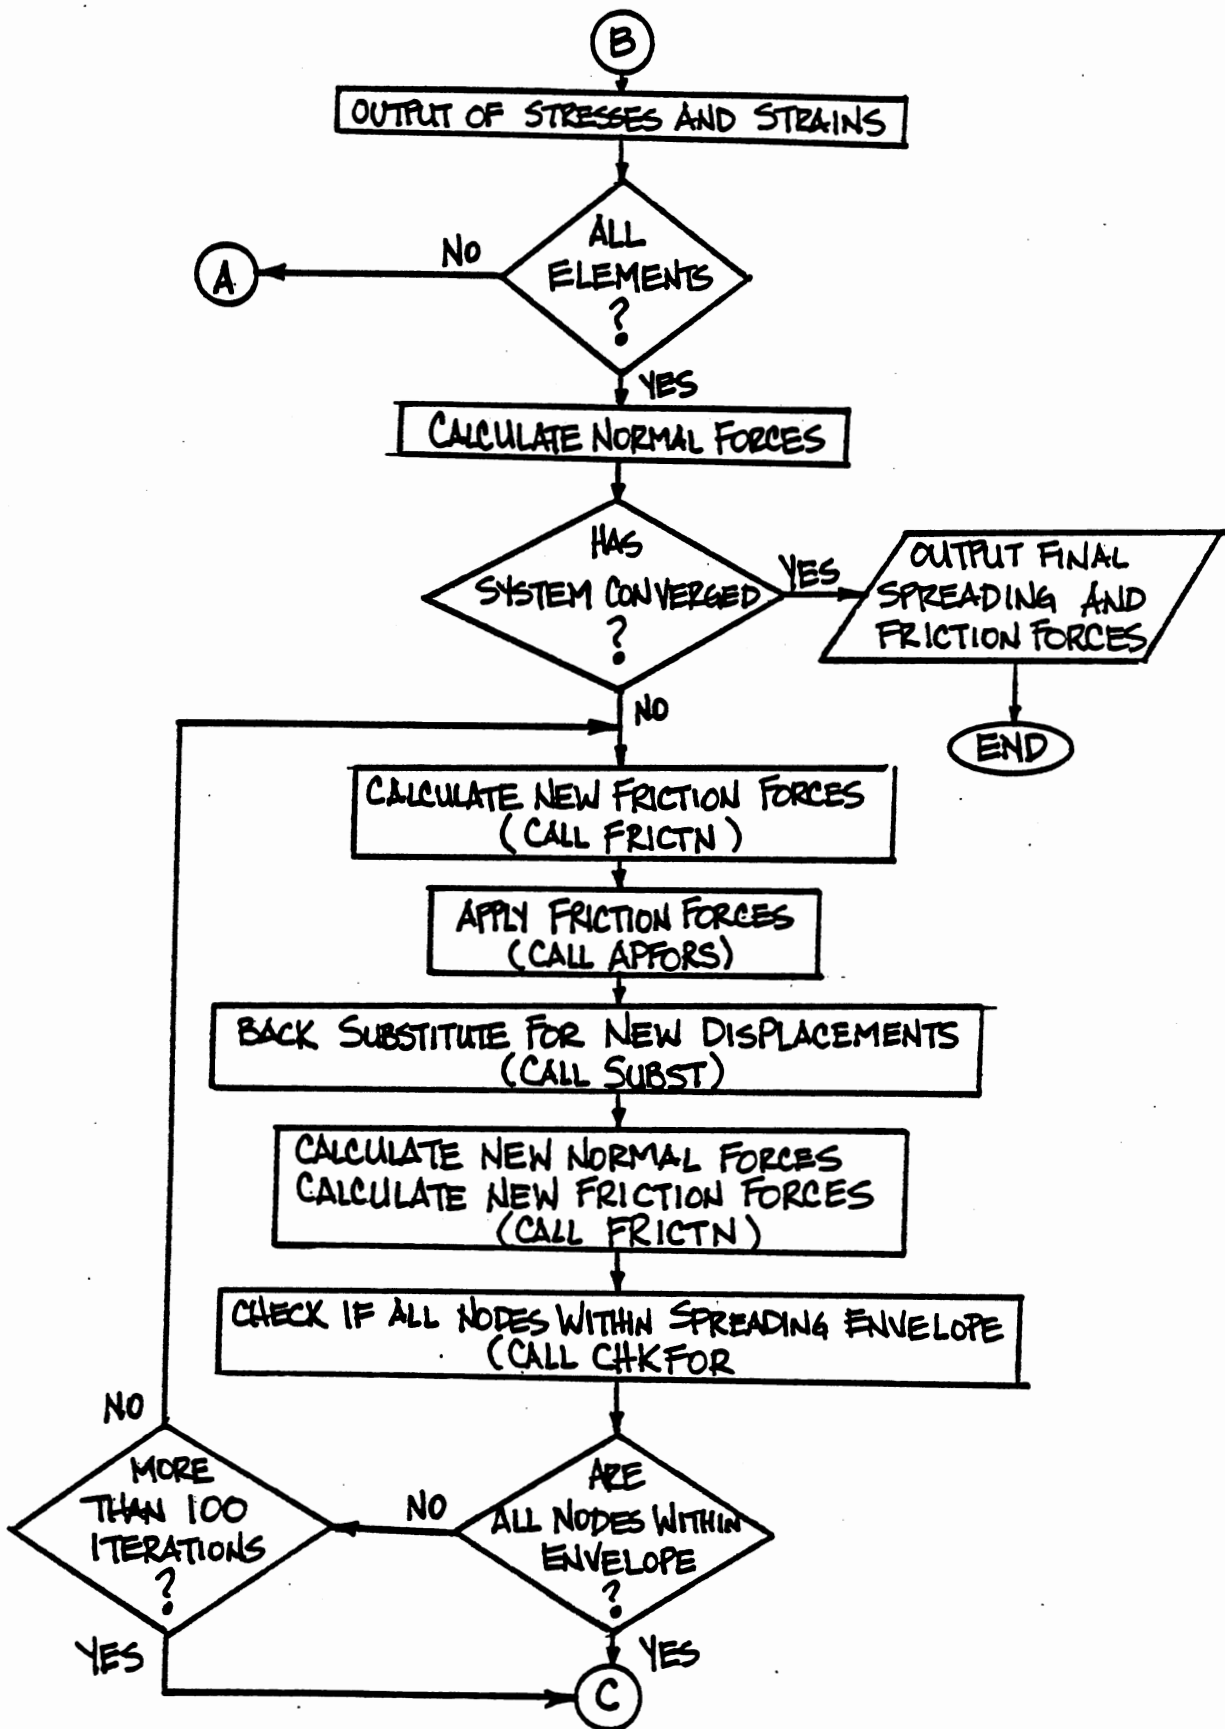 B
OUTPUT OF STRESSES AND STRAINS
ALL
ELEMENTS
?
NO
A
YES
CALCULATE NORMAL FORCES
HAS
SYSTEM CONVERGED
?
YES
OUTPUT FINAL
SPREADING AND
FRICTION FORCES
END
NO
CALCULATE NEW FRICTION FORCES
(CALL FRICTN)
APPLY FRICTION FORCES
(CALL APFORS)
BACK SUBSTITUTE FOR NEW DISPLACEMENTS
(CALL SUBST)
CALCULATE NEW NORMAL FORCES
CALCULATE NEW FRICTION FORCES
(CALL FRICTN)
CHECK IF ALL NODES WITHIN SPREADING ENVELOPE
(CALL CHKFOR
ARE
ALL NODES WITHIN
ENVELOPE
?
NO
MORE
THAN 100
ITERATIONS
?
NO
YES
YES
C